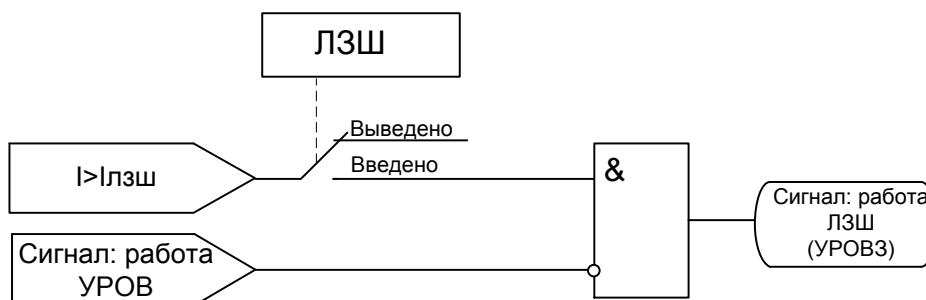 ЛЗШ
Выведено
I>Iлзш
Введено
&
Сигнал: работа
ЛЗШ
(УРОВЗ)
Сигнал: работа
УРОВ